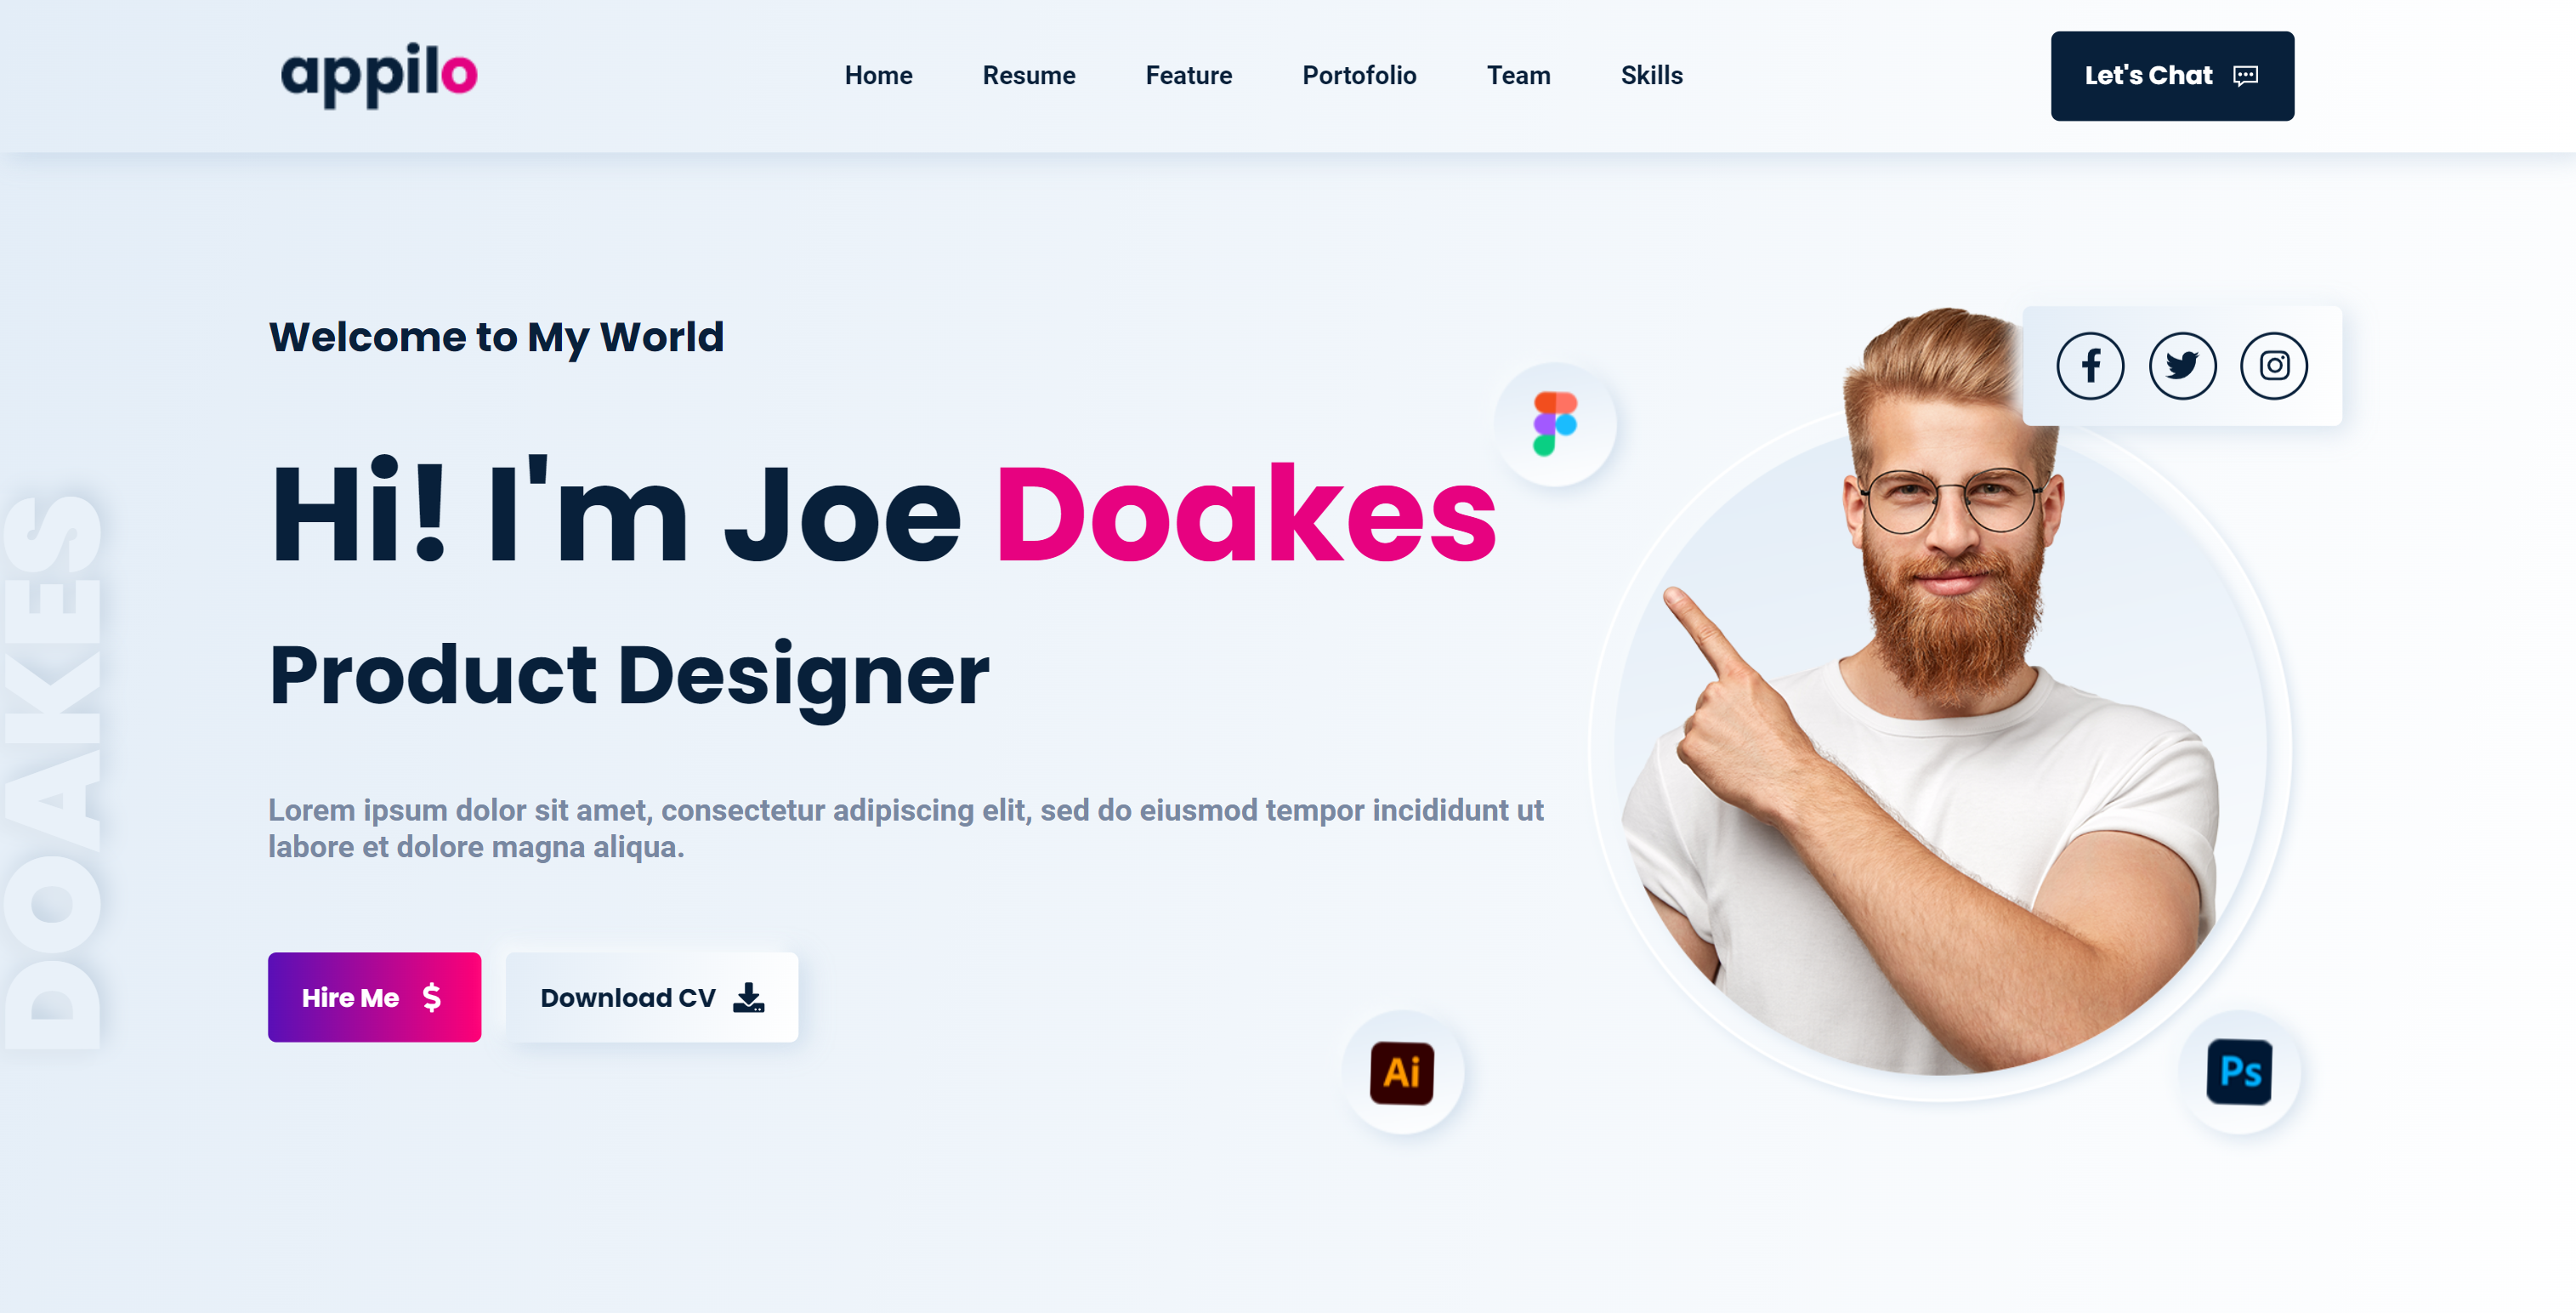 appilo
Home
Resume
Feature
Portofolio
Team
Skills
Let's Chat
Welcome to My World
Hi! I'm Joe Doakes
Product Designer
Lorem ipsum dolor sit amet, consectetur adipiscing elit, sed do eiusmod tempor incididunt ut
labore et dolore magna aliqua.
Hire Me $
Download CV
DOAKES
Ai
Ps